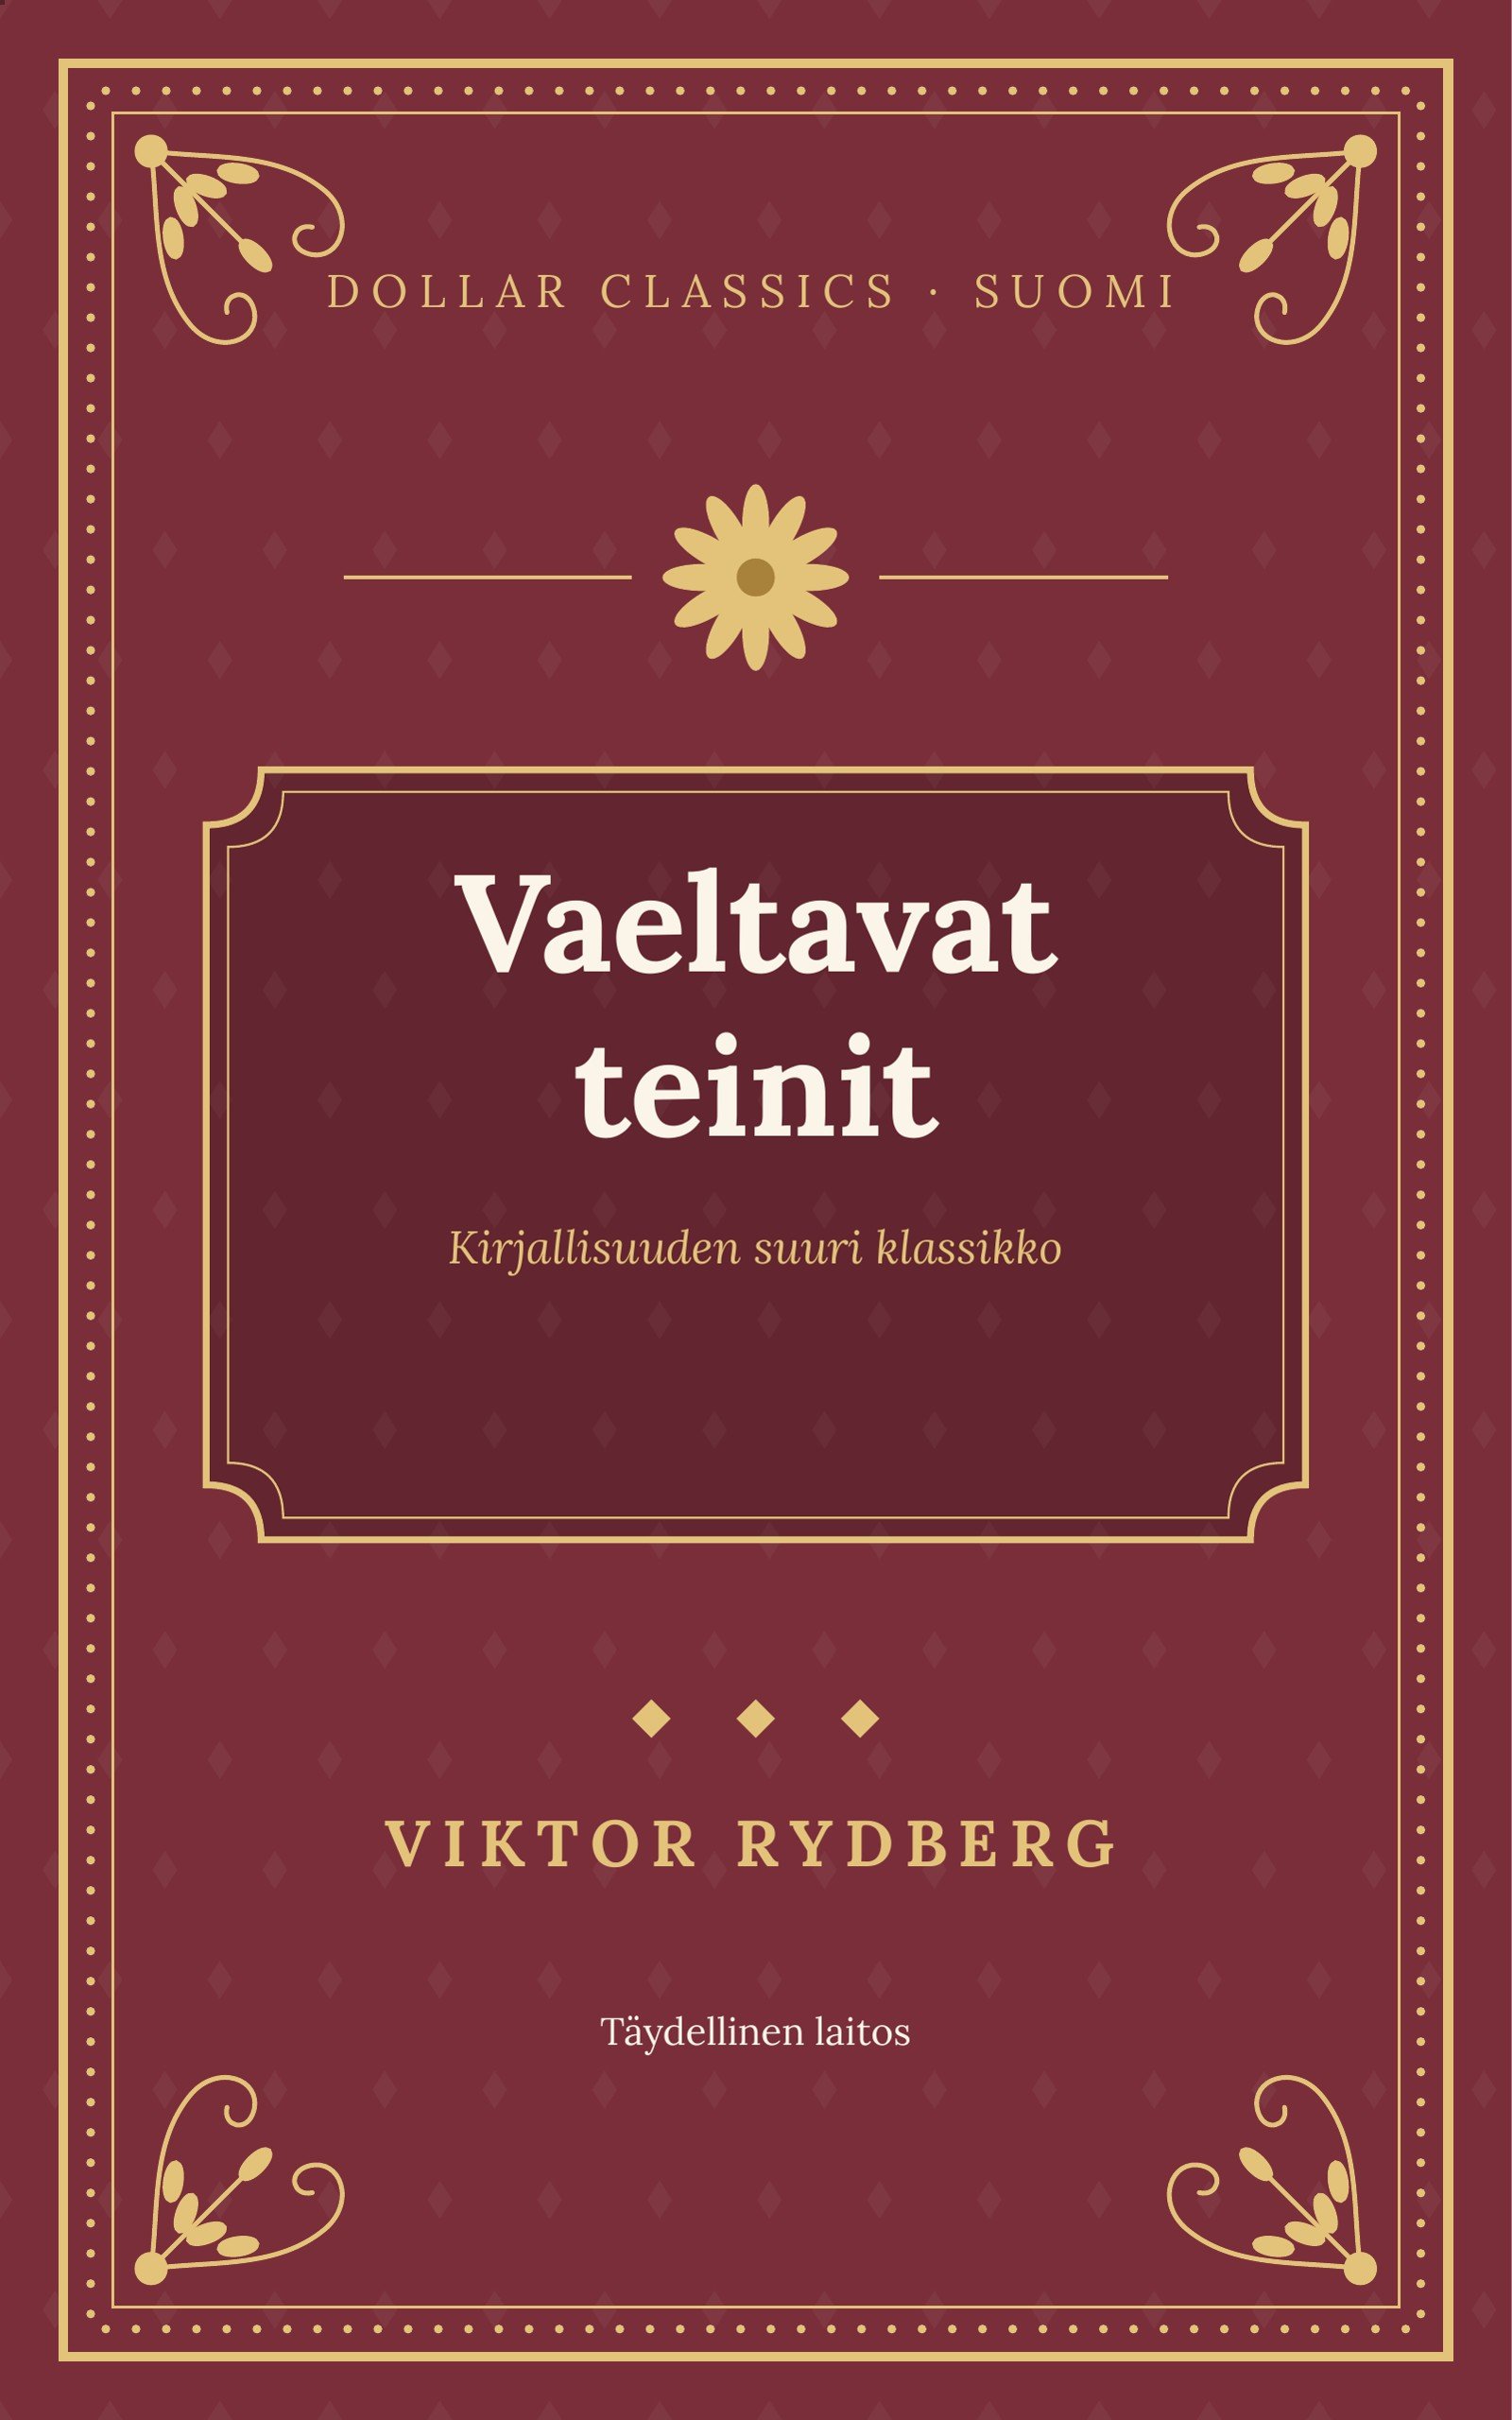 DOLLAR CLASSICS · SUOMI
Vaeltavat
teinit
Kirjallisuuden suuri klassikko
VIKTOR RYDBERG
Täydellinen laitos